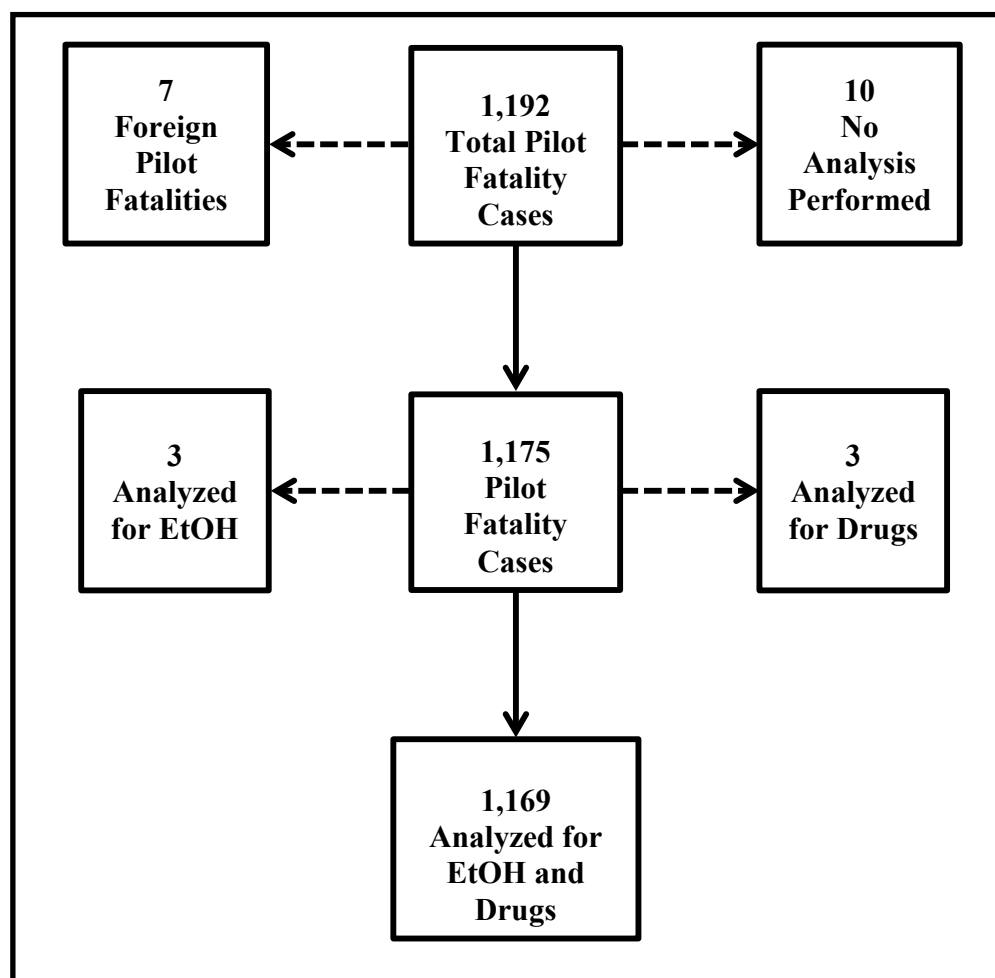 7
Foreign
Pilot
Fatalities
1,192
Total Pilot
Fatality
Cases
10
No
Analysis
Performed
3
Analyzed
for EtOH
1,175
Pilot
Fatality
Cases
3
Analyzed
for Drugs
1,169
Analyzed for
EtOH and
Drugs